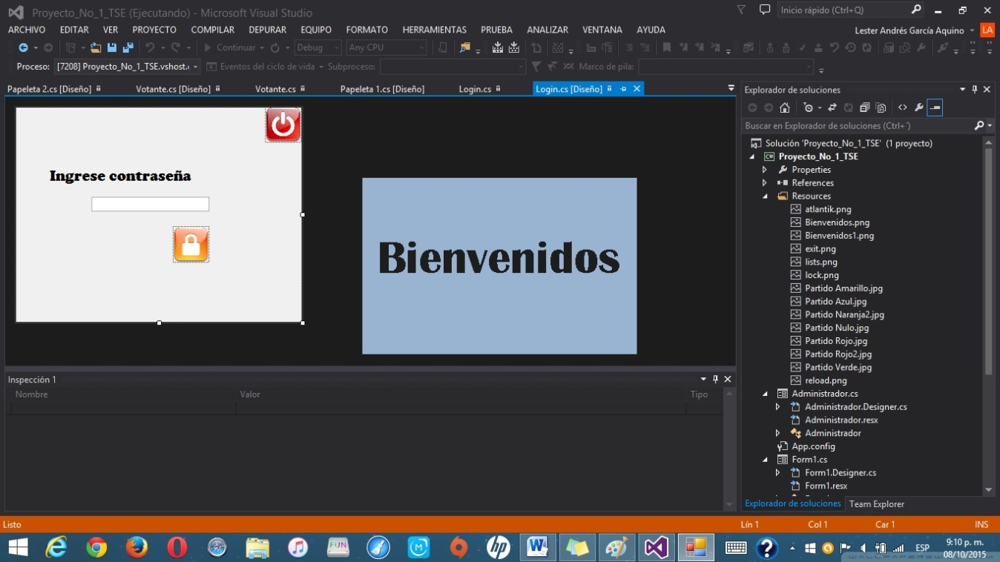 Proyecto_No_1_TSE (Ejecutando) - Microsoft Visual Studio
Inicio rápido (Ctrl+Q)
ARCHIVO EDITAR VER PROYECTO COMPILAR DEPURAR EQUIPO FORMATO HERRAMIENTAS PRUEBA ANALIZAR VENTANA AYUDA
Lester Andrés García Aquino LA
Continuar Debug Any CPU
Proceso: [7208] Proyecto_No_1_TSE.vshost. Eventos del ciclo de vida Subproceso: Marco de pila:
Papeleta 2.cs [Diseño] Votante.cs [Diseño] Votante.cs Papeleta 1.cs [Diseño] Login.cs Login.cs [Diseño]
Ingrese contraseña
Bienvenidos
Inspección 1
Nombre Valor Tipo
Explorador de soluciones
Buscar en Explorador de soluciones (Ctrl+´)
Solución 'Proyecto_No_1_TSE' (1 proyecto)
C# Proyecto_No_1_TSE
Properties
References
Resources
atlantik.png
Bienvenidos.png
Bienvenidos1.png
exit.png
lists.png
lock.png
Partido Amarillo.jpg
Partido Azul.jpg
Partido Naranja2.jpg
Partido Nulo.jpg
Partido Rojo.jpg
Partido Rojo2.jpg
Partido Verde.jpg
reload.png
Administrador.cs
Administrador.Designer.cs
Administrador.resx
Administrador
App.config
Form1.cs
Form1.Designer.cs
Form1.resx
Explorador de soluciones Team Explorer
Listo Lín 1 Col 1 Car 1 INS
FUN hp W ESP
9:10 p. m.
08/10/2015